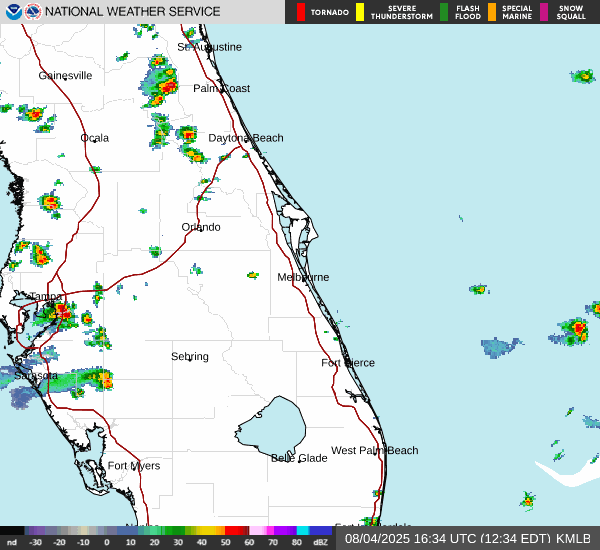 NATIONAL WEATHER SERVICE
TORNADO
SEVERE
THUNDERSTORM
FLASH
FLOOD
SPECIAL
MARINE
SNOW
SQUALL
St. Augustine
Gainesville
Palm Coast
Ocala
Daytona Beach
Orlando
Melbourne
Tampa
Sebring
Fort Pierce
Sarasota
West Palm Beach
Belle Glade
Fort Myers
nd -30 -20 -10 0 10 20 30 40 50 60 70 80 dBZ
08/04/2025 16:34 UTC (12:34 EDT) KMLB